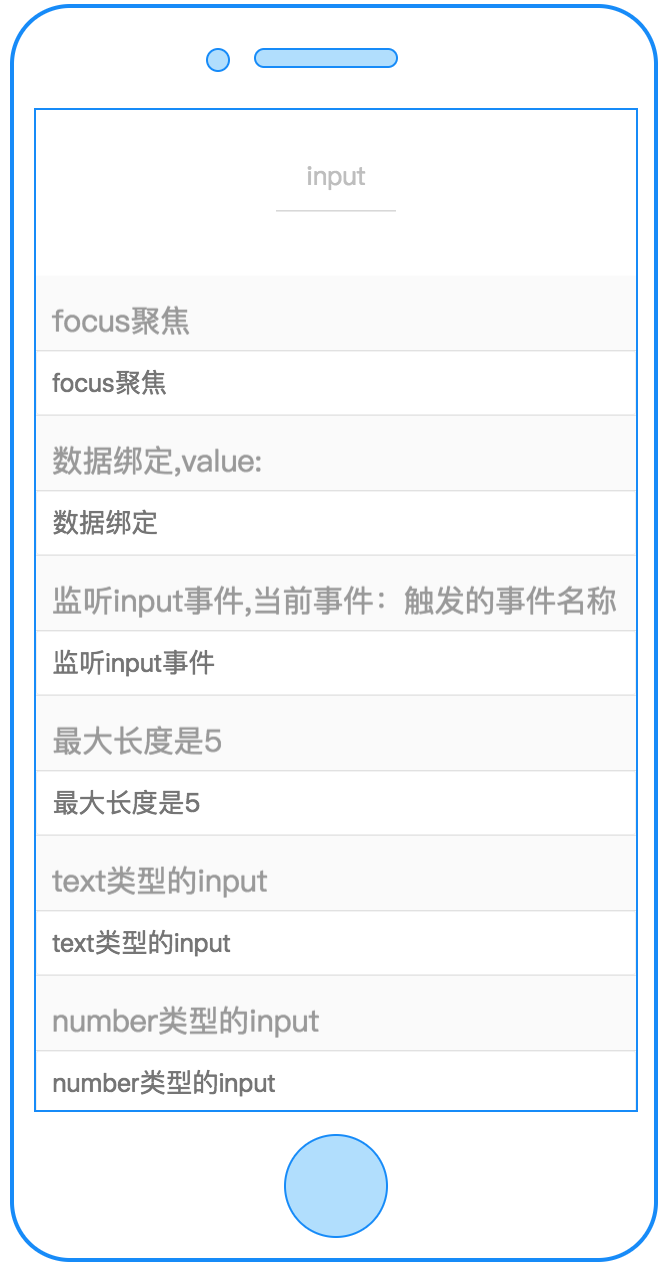 input
focus聚焦
focus聚焦
数据绑定,value:
数据绑定
监听input事件,当前事件：触发的事件名称
监听input事件
最大长度是5
最大长度是5
text类型的input
text类型的input
number类型的input
number类型的input